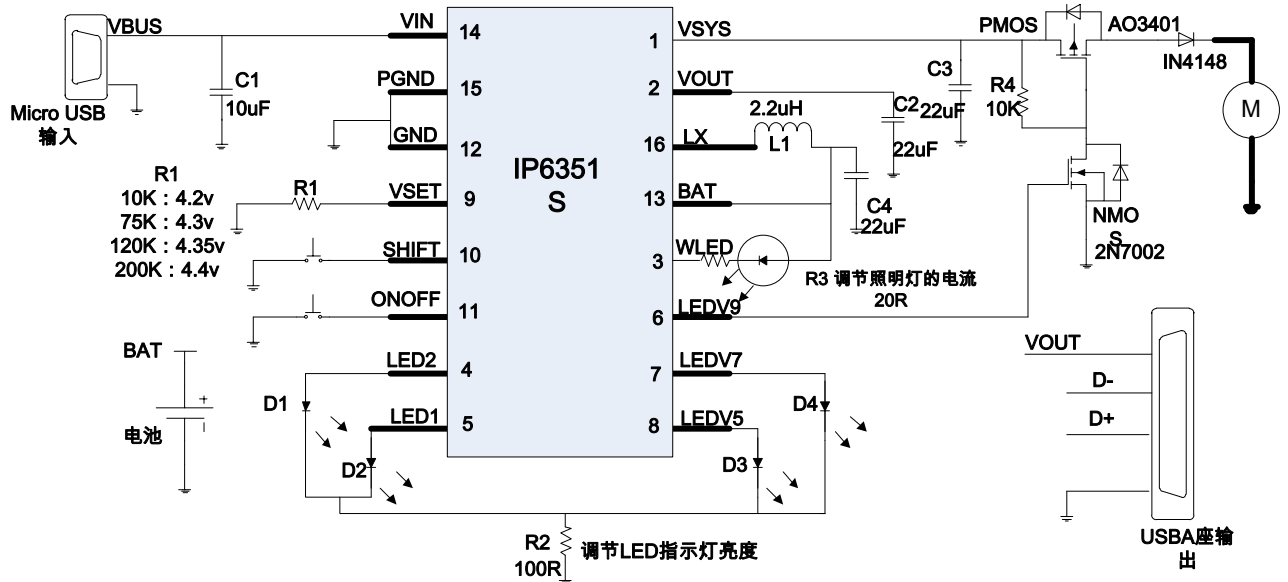 VBUS
Micro USB
输入
C1
10uF
VIN
14
PGND
15
GND
12
R1
10K：4.2v
75K：4.3v
120K：4.35v
200K：4.4v
R1
VSET
9
SHIFT
10
ONOFF
11
BAT
+
电池
LED2
4
D1
LED1
5
D2
IP6351
S
1
VSYS
2
VOUT
16
LX
2.2uH
L1
13
BAT
3
WLED
6
LEDV9
7
LEDV7
8
LEDV5
C3
22uF
C2
22uF
C4
22uF
R3 调节照明灯的电流
20R
D4
D3
R2
100R
调节LED指示灯亮度
PMOS
AO3401
R4
10K
IN4148
M
NMO
S
2N7002
VOUT
D-
D+
USBA座输
出